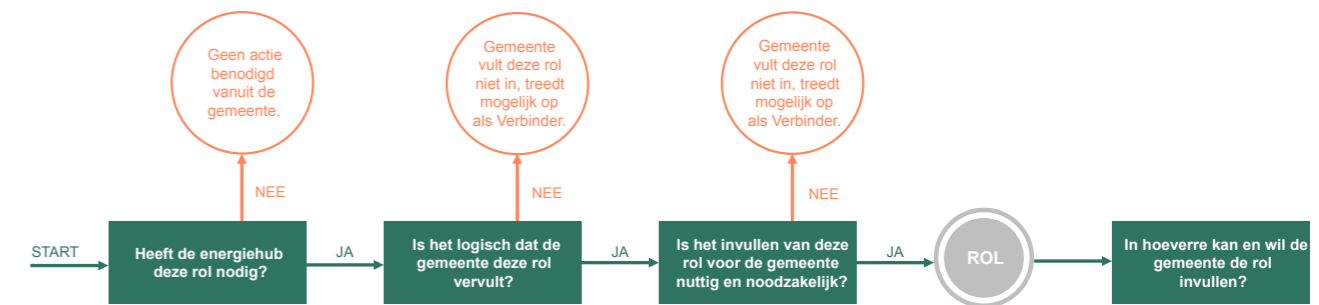 Geen actie
benodigd
vanuit de
gemeente.
Gemeente
vult deze rol
niet in, treedt
mogelijk op
als Verbinder.
Gemeente
vult deze rol
niet in, treedt
mogelijk op
als Verbinder.
NEE
NEE
NEE
START
Heeft de energiehub
deze rol nodig?
JA
Is het logisch dat de
gemeente deze rol
vervult?
JA
Is het invullen van deze
rol voor de gemeente
nuttig en noodzakelijk?
JA
ROL
In hoeverre kan en wil de
gemeente de rol
invullen?